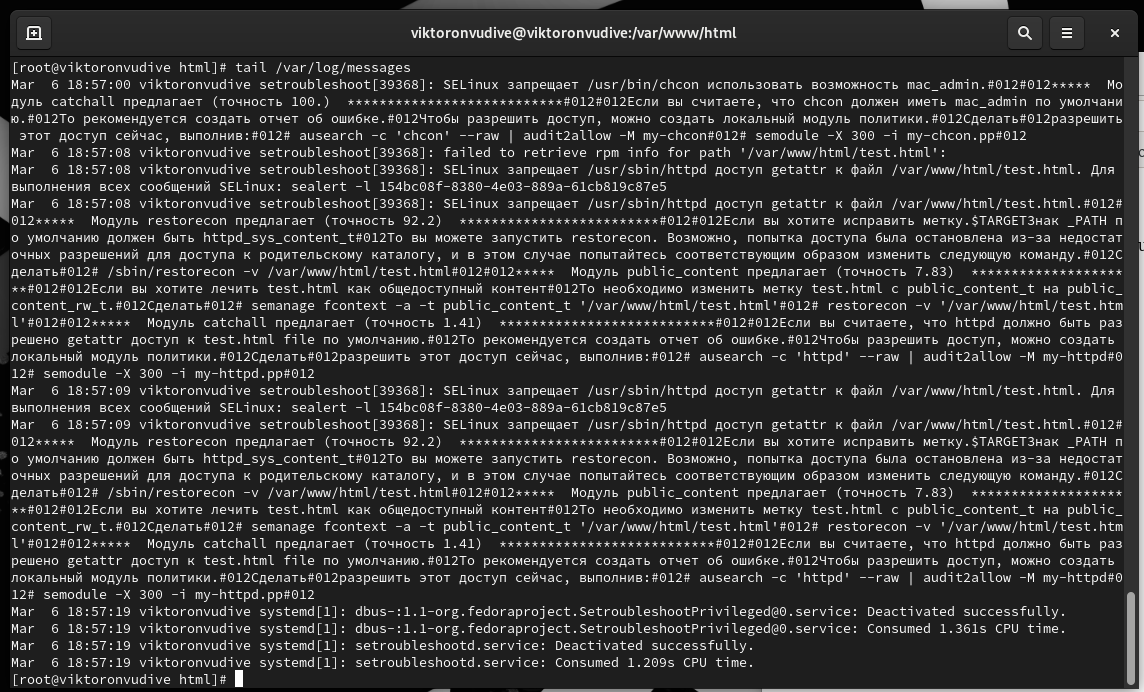 viktoronvudive@viktoronvudive:/var/www/html
[root@viktoronvudive html]# tail /var/log/messages
Mar  6 18:57:00 viktoronvudive setroubleshoot[39368]: SELinux запрещает /usr/bin/chcon использовать возможность mac_admin.#012#012*****  Мо
дуль catchall предлагает (точность 100.)  ***************************#012#012Если вы считаете, что chcon должен иметь mac_admin по умолчани
ю.#012То рекомендуется создать отчет об ошибке.#012Чтобы разрешить доступ, можно создать локальный модуль политики.#012Сделать#012разрешить
 этот доступ сейчас, выполнив:#012# ausearch -c 'chcon' --raw | audit2allow -M my-chcon#012# semodule -X 300 -i my-chcon.pp#012
Mar  6 18:57:08 viktoronvudive setroubleshoot[39368]: failed to retrieve rpm info for path '/var/www/html/test.html':
Mar  6 18:57:08 viktoronvudive setroubleshoot[39368]: SELinux запрещает /usr/sbin/httpd доступ getattr к файл /var/www/html/test.html. Для 
выполнения всех сообщений SELinux: sealert -l 154bc08f-8380-4e03-889a-61cb819c87e5
Mar  6 18:57:08 viktoronvudive setroubleshoot[39368]: SELinux запрещает /usr/sbin/httpd доступ getattr к файл /var/www/html/test.html.#012#
012*****  Модуль restorecon предлагает (точность 92.2)  *************************#012#012Если вы хотите исправить метку.$TARGETЗнак _PATH п
о умолчанию должен быть httpd_sys_content_t#012То вы можете запустить restorecon. Возможно, попытка доступа была остановлена из-за недостат
очных разрешений для доступа к родительскому каталогу, и в этом случае попытайтесь соответствующим образом изменить следующую команду.#012С
делать#012# /sbin/restorecon -v /var/www/html/test.html#012#012*****  Модуль public_content предлагает (точность 7.83)  *******************
**#012#012Если вы хотите лечить test.html как общедоступный контент#012То необходимо изменить метку test.html с public_content_t на public_
content_rw_t.#012Сделать#012# semanage fcontext -a -t public_content_t '/var/www/html/test.html'#012# restorecon -v '/var/www/html/test.htm
l'#012#012*****  Модуль catchall предлагает (точность 1.41)  ***************************#012#012Если вы считаете, что httpd должно быть раз
решено getattr доступ к test.html file по умолчанию.#012То рекомендуется создать отчет об ошибке.#012Чтобы разрешить доступ, можно создать 
локальный модуль политики.#012Сделать#012разрешить этот доступ сейчас, выполнив:#012# ausearch -c 'httpd' --raw | audit2allow -M my-httpd#0
12# semodule -X 300 -i my-httpd.pp#012
Mar  6 18:57:09 viktoronvudive setroubleshoot[39368]: SELinux запрещает /usr/sbin/httpd доступ getattr к файл /var/www/html/test.html. Для 
выполнения всех сообщений SELinux: sealert -l 154bc08f-8380-4e03-889a-61cb819c87e5
Mar  6 18:57:09 viktoronvudive setroubleshoot[39368]: SELinux запрещает /usr/sbin/httpd доступ getattr к файл /var/www/html/test.html.#012#
012*****  Модуль restorecon предлагает (точность 92.2)  *************************#012#012Если вы хотите исправить метку.$TARGETЗнак _PATH п
о умолчанию должен быть httpd_sys_content_t#012То вы можете запустить restorecon. Возможно, попытка доступа была остановлена из-за недостат
очных разрешений для доступа к родительскому каталогу, и в этом случае попытайтесь соответствующим образом изменить следующую команду.#012С
делать#012# /sbin/restorecon -v /var/www/html/test.html#012#012*****  Модуль public_content предлагает (точность 7.83)  *******************
**#012#012Если вы хотите лечить test.html как общедоступный контент#012То необходимо изменить метку test.html с public_content_t на public_
content_rw_t.#012Сделать#012# semanage fcontext -a -t public_content_t '/var/www/html/test.html'#012# restorecon -v '/var/www/html/test.htm
l'#012#012*****  Модуль catchall предлагает (точность 1.41)  ***************************#012#012Если вы считаете, что httpd должно быть раз
решено getattr доступ к test.html file по умолчанию.#012То рекомендуется создать отчет об ошибке.#012Чтобы разрешить доступ, можно создать 
локальный модуль политики.#012Сделать#012разрешить этот доступ сейчас, выполнив:#012# ausearch -c 'httpd' --raw | audit2allow -M my-httpd#0
12# semodule -X 300 -i my-httpd.pp#012
Mar  6 18:57:19 viktoronvudive systemd[1]: dbus-:1.1-org.fedoraproject.SetroubleshootPrivileged@0.service: Deactivated successfully.
Mar  6 18:57:19 viktoronvudive systemd[1]: dbus-:1.1-org.fedoraproject.SetroubleshootPrivileged@0.service: Consumed 1.361s CPU time.
Mar  6 18:57:19 viktoronvudive systemd[1]: setroubleshootd.service: Deactivated successfully.
Mar  6 18:57:19 viktoronvudive systemd[1]: setroubleshootd.service: Consumed 1.209s CPU time.
[root@viktoronvudive html]#